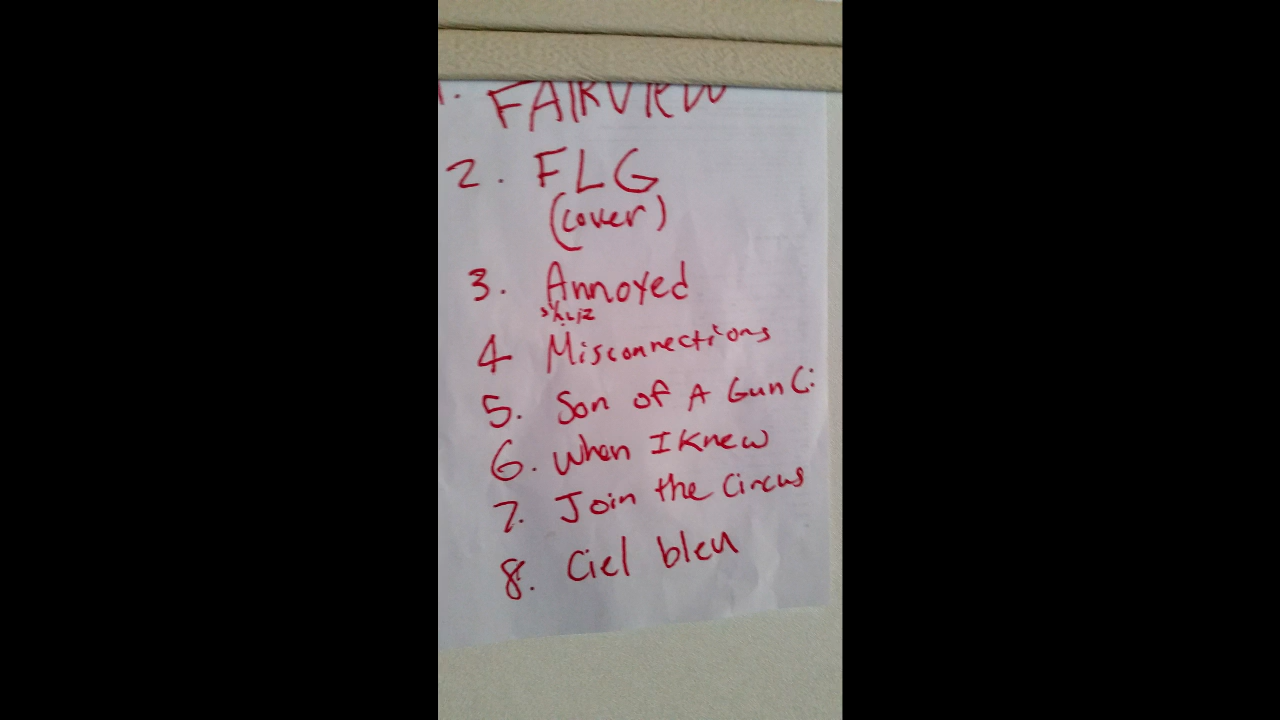 1. FAIRVIEW
2. FLG
(cover)
3. Annoyed
4 Misconnections
5. Son of A Gun C:
6. When I Knew
7. Join the Circus
8. Ciel bleu